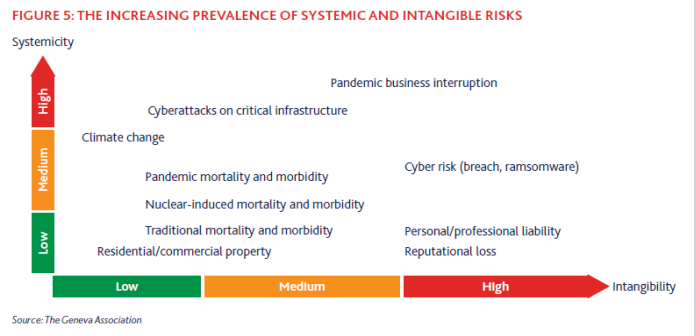 FIGURE 5: THE INCREASING PREVALENCE OF SYSTEMIC AND INTANGIBLE RISKS
Systemicity
High
Medium
Low
Pandemic business interruption
Cyberattacks on critical infrastructure
Climate change
Cyber risk (breach, ramsomware)
Pandemic mortality and morbidity
Nuclear-induced mortality and morbidity
Traditional mortality and morbidity
Personal/professional liability
Residential/commercial property
Reputational loss
Low
Medium
High
Intangibility
Source: The Geneva Association